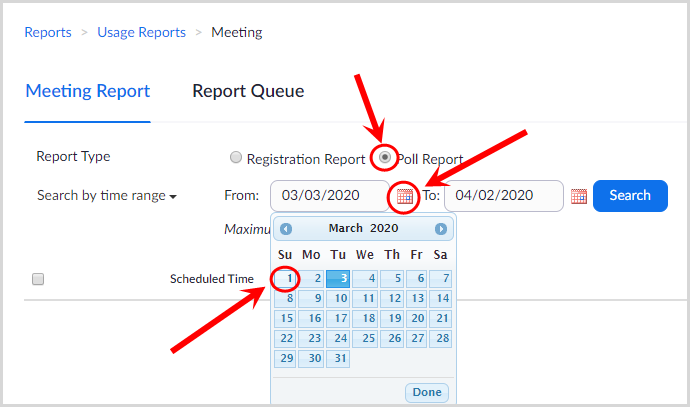 Reports > Usage Reports > Meeting
Meeting Report Report Queue
Report Type Registration Report Poll Report
Search by time range From: 03/03/2020 To: 04/02/2020 Search
March 2020
Su Mo Tu We Th Fr Sa
1 2 3 4 5 6 7
Scheduled Time
8 9 10 11 12 13 14
15 16 17 18 19 20 21
22 23 24 25 26 27 28
29 30 31
Done